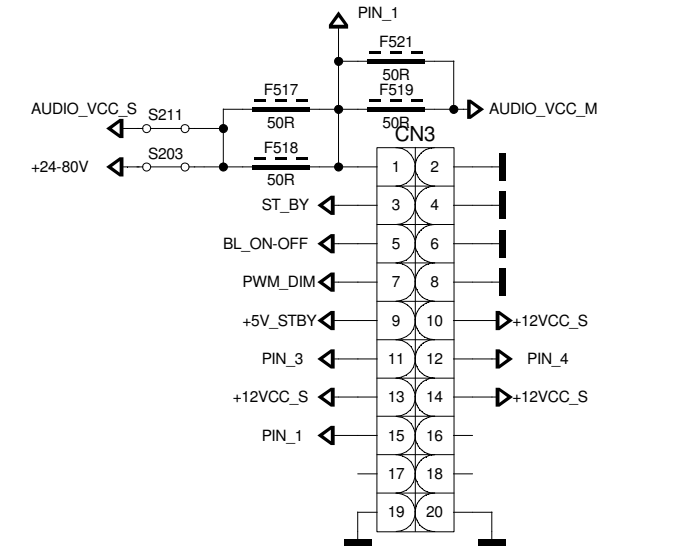 PIN_1
F521
50R
F517
F519
AUDIO_VCC_S
S211
AUDIO_VCC_M
50R
50R
CN3
S203
F518
+24-80V
50R
1 2
ST_BY 3 4
BL_ON-OFF 5 6
PWM_DIM 7 8
+5V_STBY 9 10 +12VCC_S
PIN_3 11 12 PIN_4
+12VCC_S 13 14 +12VCC_S
PIN_1 15 16
17 18
19 20